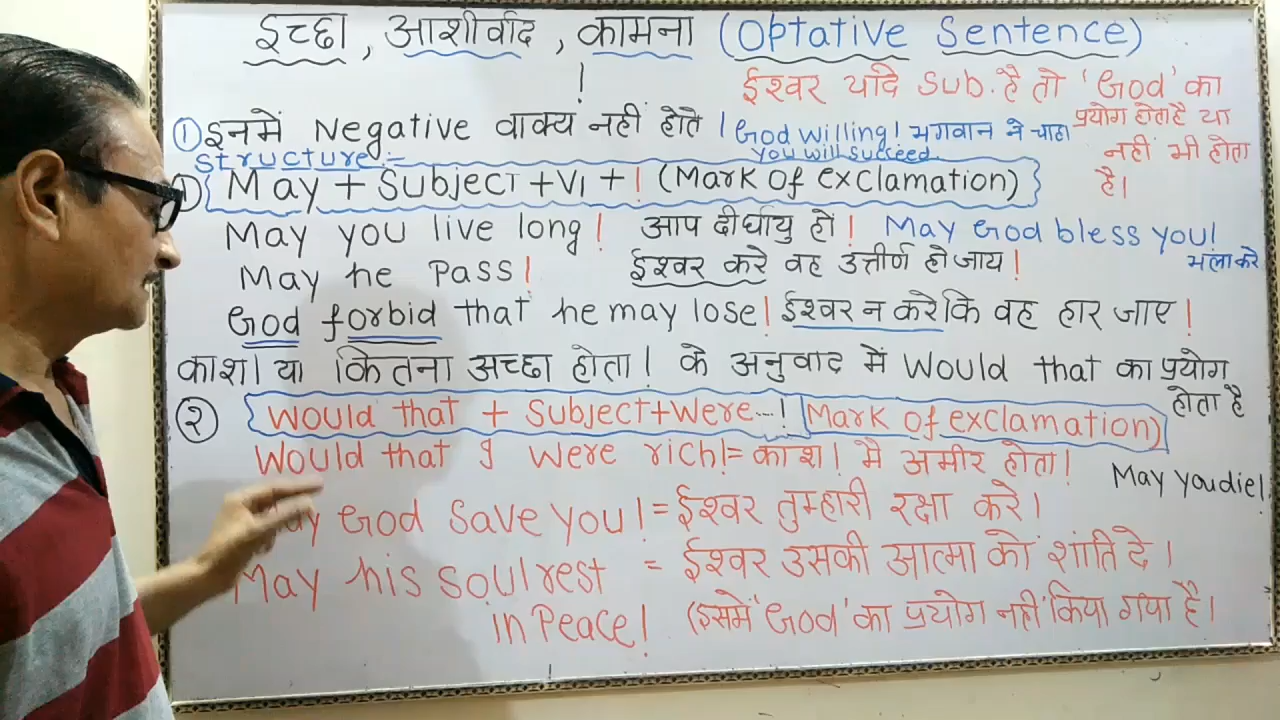 इच्छा, आशीर्वाद, कामना (Optative Sentence)
!
ईश्वर यदि Sub. है तो 'God' का
प्रयोग होता है या
नहीं भी होता
है।
① इनमें Negative वाक्य नहीं होते।
God willing! भगवान ने चाहा
You will succeed.
Structure:-
① May + Subject + V1 + ! (Mark of exclamation)
May you live long! आप दीर्घायु हों! May God bless you!
भला करे
May he pass! ईश्वर करे वह उत्तीर्ण हो जाय!
God forbid that he may lose! ईश्वर न करे कि वह हार जाए!
काश। या कितना अच्छा होता। के अनुवाद में Would that का प्रयोग
होता है
② Would that + Subject + Were...! Mark of exclamation)
Would that I were rich! = काश। मैं अमीर होता!
May you die!
May God save you! = ईश्वर तुम्हारी रक्षा करे।
May his soul rest = ईश्वर उसकी आत्मा को शांति दे।
in Peace! (इसमें 'God' का प्रयोग नहीं किया गया है।